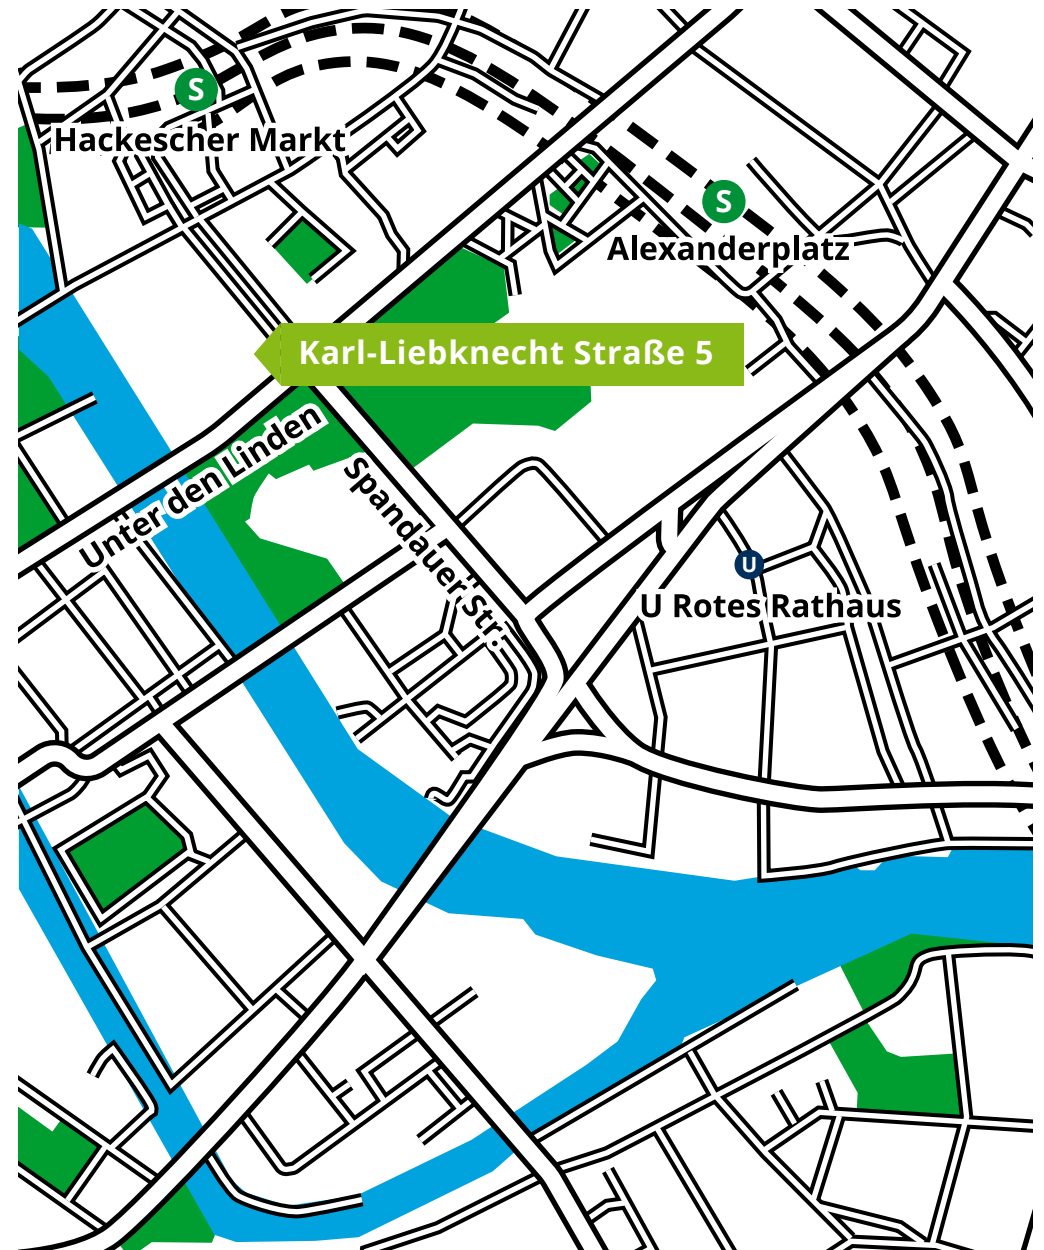 S
Hackescher Markt
S
Alexanderplatz
Karl-Liebknecht Straße 5
Unter den Linden
Spandauer Str.
U
U Rotes Rathaus